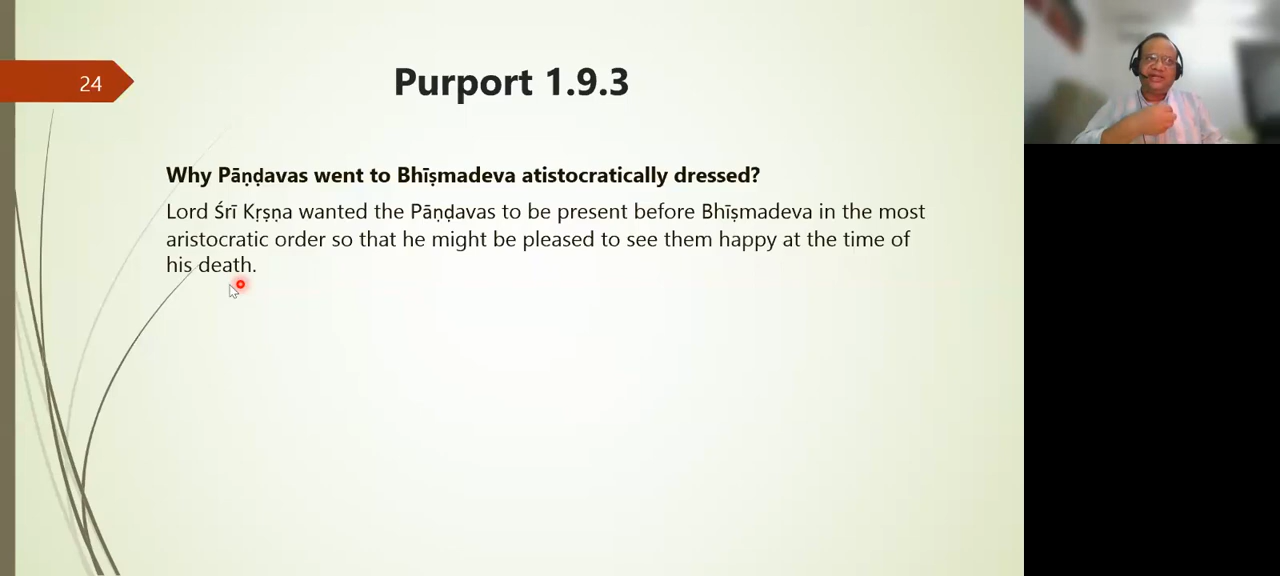 24
Purport 1.9.3
Why Pāṇḍavas went to Bhīṣmadeva atistocratically dressed?
Lord Śrī Kṛṣṇa wanted the Pāṇḍavas to be present before Bhīṣmadeva in the most
aristocratic order so that he might be pleased to see them happy at the time of
his death.